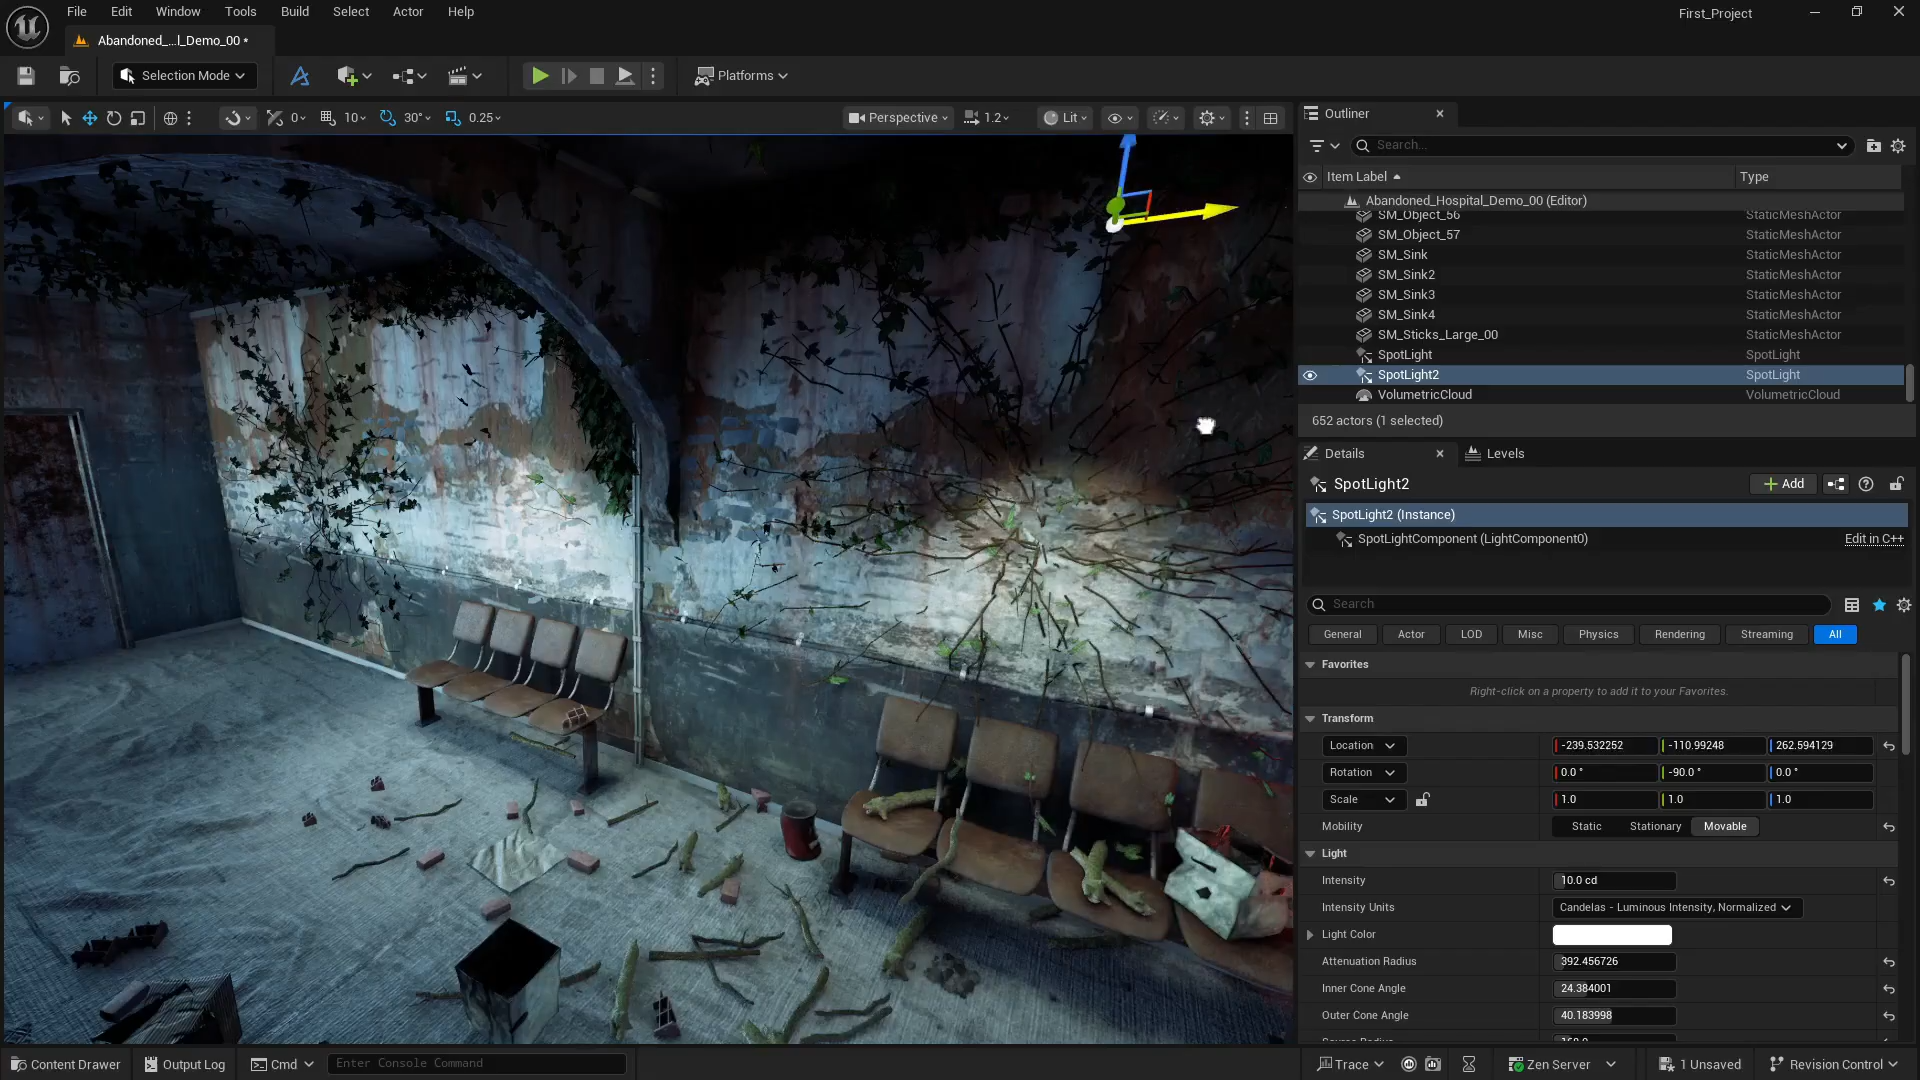 File Edit Window Tools Build Select Actor Help
First_Project
Abandoned_...l_Demo_00 •
Selection Mode
Platforms
0 10 30° 0.25
Perspective 1.2 Lit
Outliner
Search...
Item Label Type
Abandoned_Hospital_Demo_00 (Editor)
SM_Object_56 StaticMeshActor
SM_Object_57 StaticMeshActor
SM_Sink StaticMeshActor
SM_Sink2 StaticMeshActor
SM_Sink3 StaticMeshActor
SM_Sink4 StaticMeshActor
SM_Sticks_Large_00 StaticMeshActor
SpotLight SpotLight
SpotLight2 SpotLight
VolumetricCloud VolumetricCloud
652 actors (1 selected)
Details Levels
SpotLight2 Add
SpotLight2 (Instance)
SpotLightComponent (LightComponent0) Edit in C++
Search
General Actor LOD Misc Physics Rendering Streaming All
Favorites
Right-click on a property to add it to your Favorites.
Transform
Location -239.532252 -110.99248 262.594129
Rotation 0.0 ° -90.0 ° 0.0 °
Scale 1.0 1.0 1.0
Mobility Static Stationary Movable
Light
Intensity 10.0 cd
Intensity Units Candelas - Luminous Intensity, Normalized
Light Color
Attenuation Radius 392.456726
Inner Cone Angle 24.384001
Outer Cone Angle 40.183998
Content Drawer Output Log Cmd Enter Console Command
Trace Zen Server 1 Unsaved Revision Control